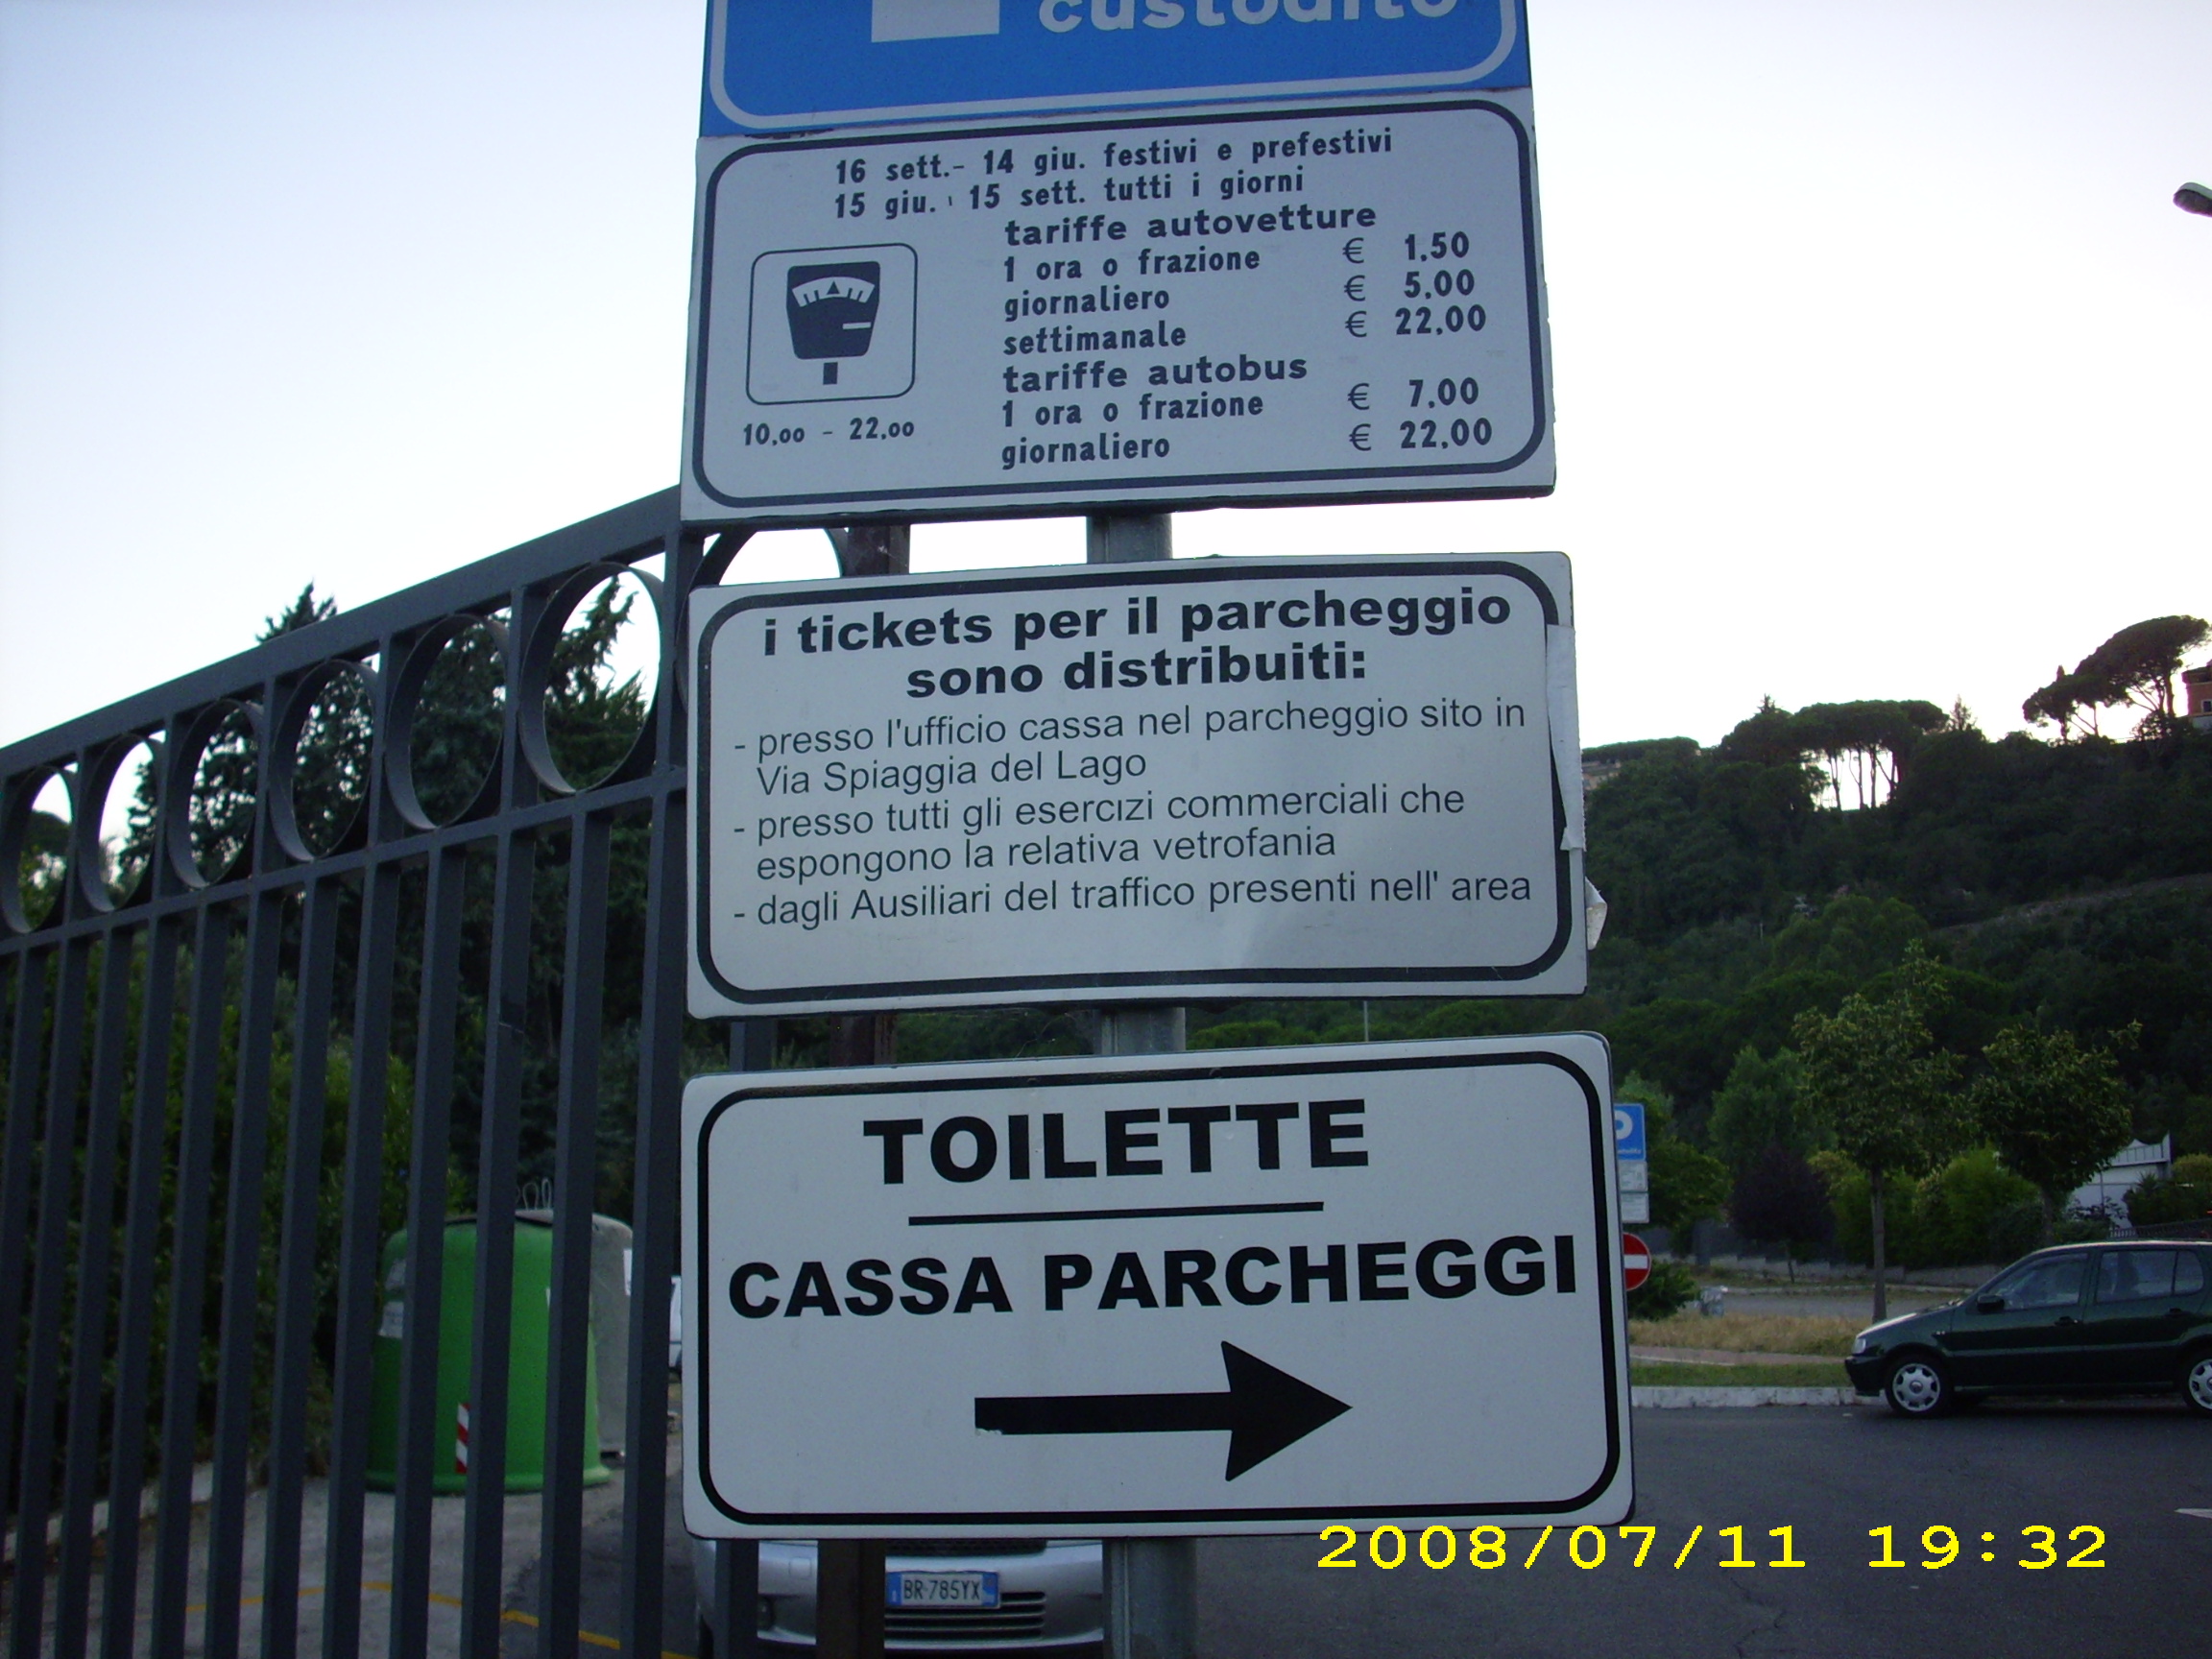 custodito
16 sett.- 14 giu. festivi e prefestivi
15 giu. 15 sett. tutti i giorni
tariffe autovetture
1 ora o frazione € 1,50
giornaliero € 5,00
settimanale € 22,00
tariffe autobus
1 ora o frazione € 7,00
giornaliero € 22,00
10,00 - 22,00
i tickets per il parcheggio
sono distribuiti:
- presso l'ufficio cassa nel parcheggio sito in
Via Spiaggia del Lago
- presso tutti gli esercizi commerciali che
espongono la relativa vetrofania
- dagli Ausiliari del traffico presenti nell' area
TOILETTE
CASSA PARCHEGGI
P
BR 785YX
2008/07/11 19:32